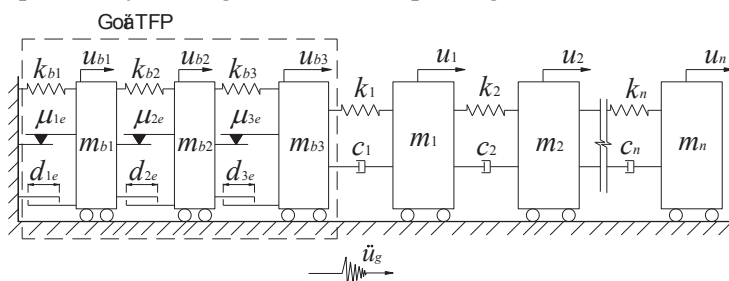 GoäTFP
u_b1 u_b2 u_b3 u_1 u_2 u_n
k_b1 k_b2 k_b3 k_1 k_2 k_n
μ_1e m_b1 μ_2e m_b2 μ_3e m_b3 m_1 m_2 m_n
d_1e d_2e d_3e c_1 c_2 c_n
ü_g